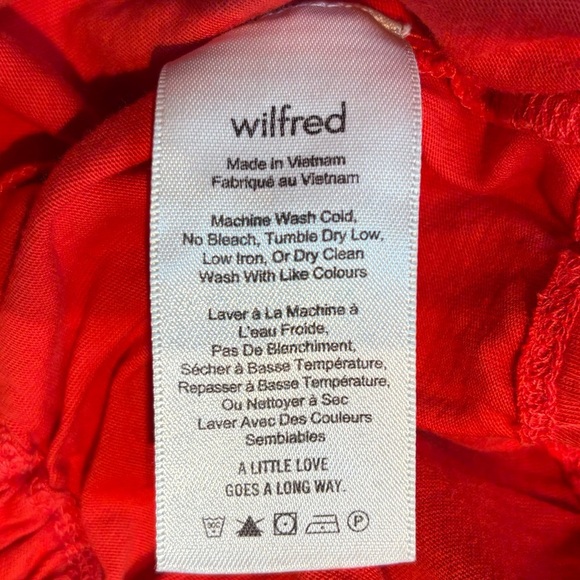 wilfred
Made in Vietnam
Fabriqué au Vietnam
Machine Wash Cold,
No Bleach, Tumble Dry Low,
Low Iron, Or Dry Clean
Wash With Like Colours
Laver à La Machine à
L'eau Froide,
Pas De Blanchiment,
Sécher à Basse Température,
Repasser à Basse Température,
Ou Nettoyer à Sec
Laver Avec Des Couleurs
Semblables
A LITTLE LOVE
GOES A LONG WAY.
30C P